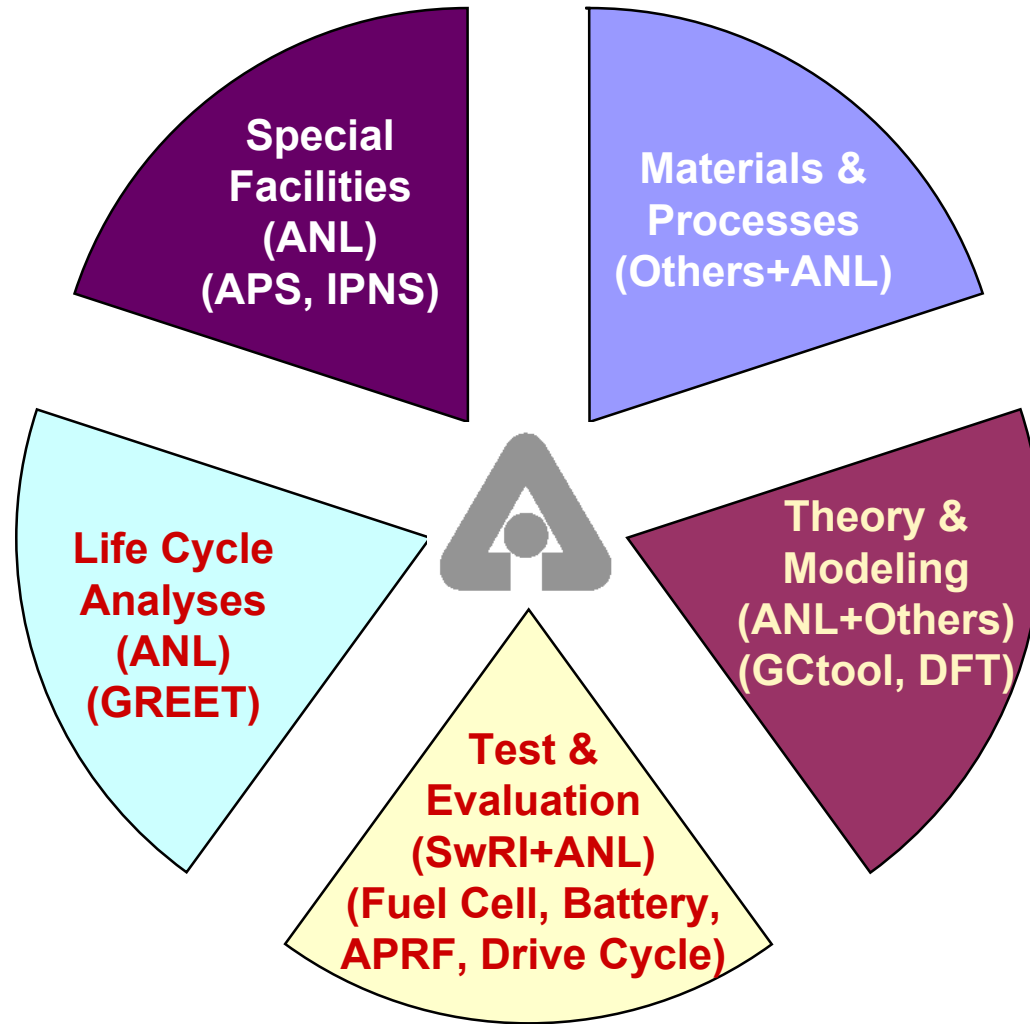 Special
Facilities
(ANL)
(APS, IPNS)
Materials &
Processes
(Others+ANL)
Theory &
Modeling
(ANL+Others)
(GCtool, DFT)
Test &
Evaluation
(SwRI+ANL)
(Fuel Cell, Battery,
APRF, Drive Cycle)
Life Cycle
Analyses
(ANL)
(GREET)